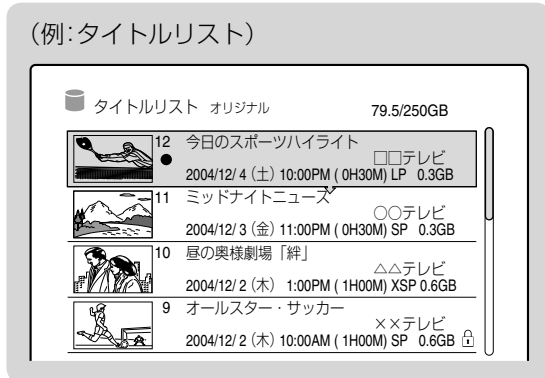 (例:タイトルリスト)
タイトルリスト オリジナル 79.5/250GB
12 今日のスポーツハイライト
□□テレビ
2004/12/ 4 (土) 10:00PM ( 0H30M) LP 0.3GB
11 ミッドナイトニュース
○○テレビ
2004/12/ 3 (金) 11:00PM ( 0H30M) SP 0.3GB
10 昼の奥様劇場「絆」
△△テレビ
2004/12/ 2 (木) 1:00PM ( 1H00M) XSP 0.6GB
9 オールスター・サッカー
××テレビ
2004/12/ 2 (木) 10:00AM ( 1H00M) SP 0.6GB